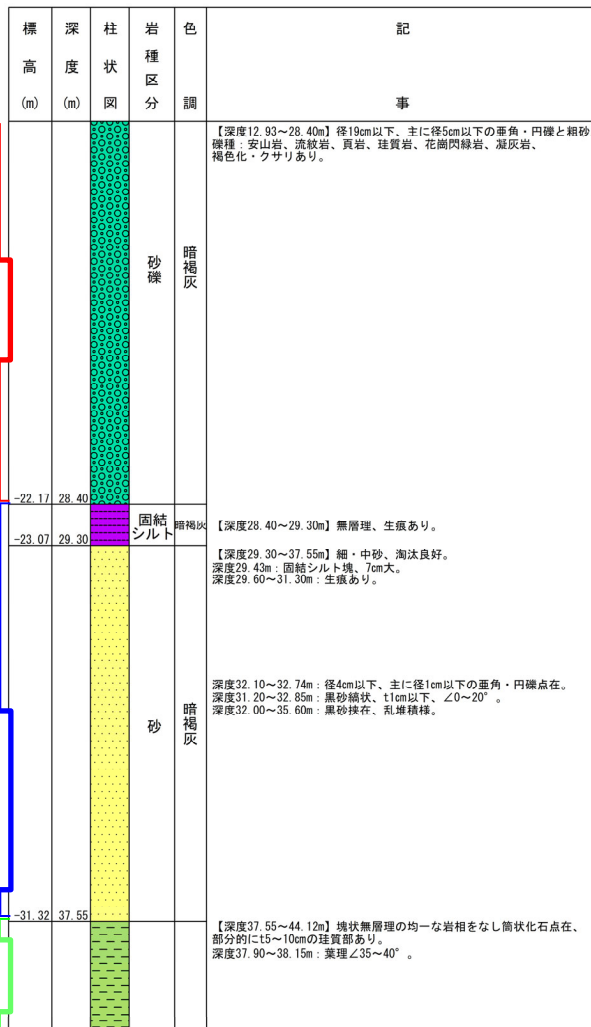 標高(m) 深度(m) 柱状図 岩種区分 色調 記事
【深度12.93～28.40m】径19cm以下、主に径5cm以下の亜角・円礫と粗砂
礫種：安山岩、流紋岩、頁岩、珪質岩、花崗閃緑岩、凝灰岩、
褐色化・クサリあり。
砂礫 暗褐灰
-22.17 28.40
固結シルト 暗褐灰 【深度28.40～29.30m】無層理、生痕あり。
-23.07 29.30
【深度29.30～37.55m】細・中砂、淘汰良好。
深度29.43m：固結シルト塊、7cm大。
深度29.60～31.30m：生痕あり。
深度32.10～32.74m：径4cm以下、主に径1cm以下の亜角・円礫点在。
深度31.20～32.85m：黒砂縞状、t1cm以下、∠0～20°。
深度32.00～35.60m：黒砂挟在、乱堆積様。
砂 暗褐灰
-31.32 37.55
【深度37.55～44.12m】塊状無層理の均一な岩相をなし筒状化石点在、
部分的にt5～10cmの珪質部あり。
深度37.90～38.15m：葉理∠35～40°。